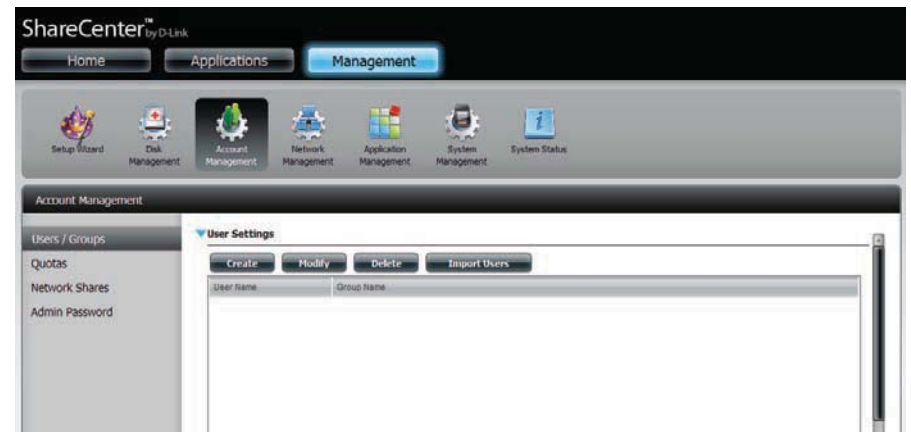 ShareCenter™ by D-Link
Home Applications Management
Setup Wizard Disk Management Account Management Network Management Application Management System Management System Status
Account Management
Users / Groups
Quotas
Network Shares
Admin Password
User Settings
Create Modify Delete Import Users
User Name Group Name